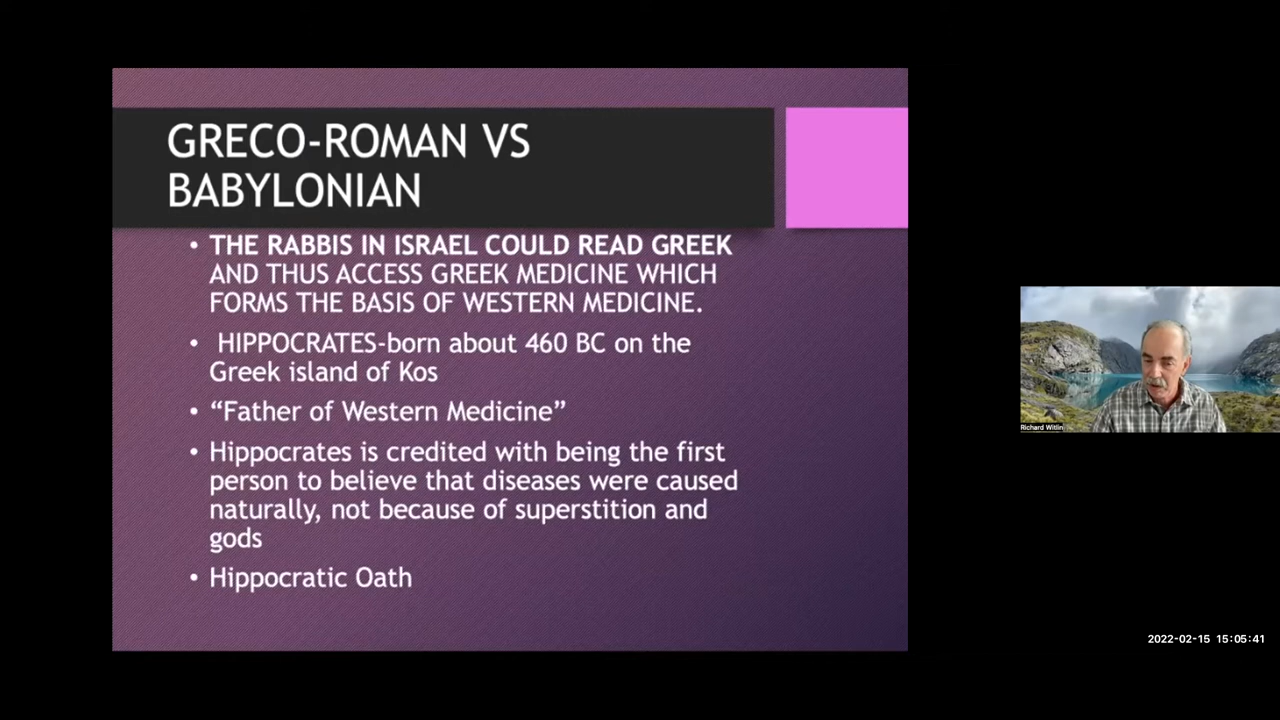 GRECO-ROMAN VS
BABYLONIAN
• THE RABBIS IN ISRAEL COULD READ GREEK
AND THUS ACCESS GREEK MEDICINE WHICH
FORMS THE BASIS OF WESTERN MEDICINE.
• HIPPOCRATES-born about 460 BC on the
Greek island of Kos
• “Father of Western Medicine”
• Hippocrates is credited with being the first
person to believe that diseases were caused
naturally, not because of superstition and
gods
• Hippocratic Oath
Richard Witlin
2022-02-15 15:05:41